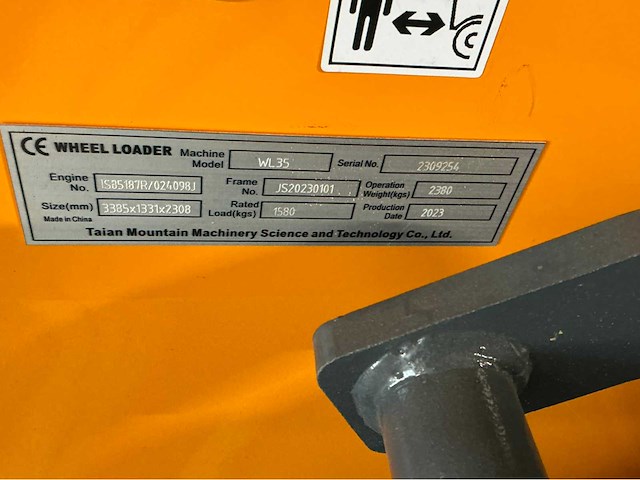 CE WHEEL LOADER Machine Model WL35 Serial No. 2309254
Engine No. Frame No. JS20230101 Operation Weight(kgs) 2380
Size(mm) 3385x1331x2308 Rated Load(kgs) 1580 Production Date 2023
Made in China
Taian Mountain Machinery Science and Technology Co., Ltd.